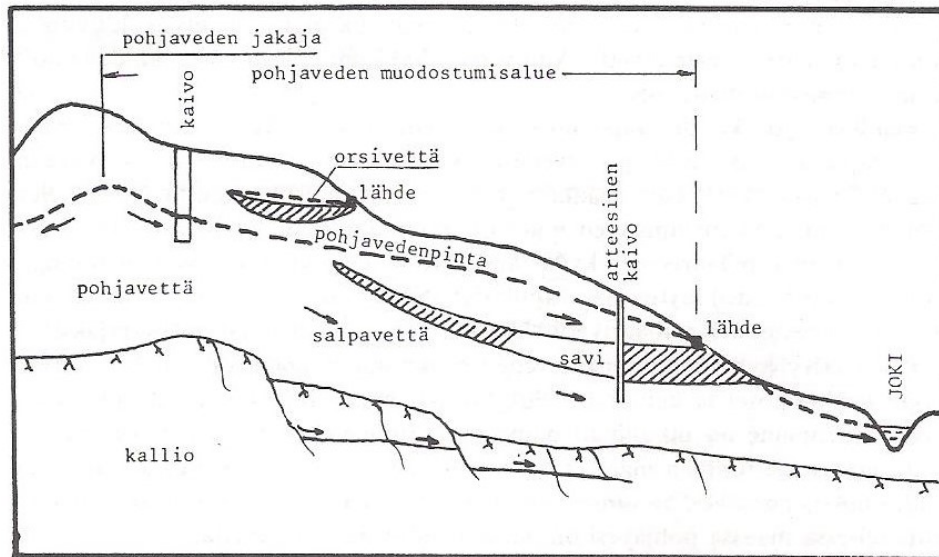 pohjaveden jakaja
pohjaveden muodostumisalue
kaivo
orsivettä
lähde
pohjavedenpinta
arteesinen
kaivo
pohjavettä
salpavettä
savi
lähde
JOKI
kallio